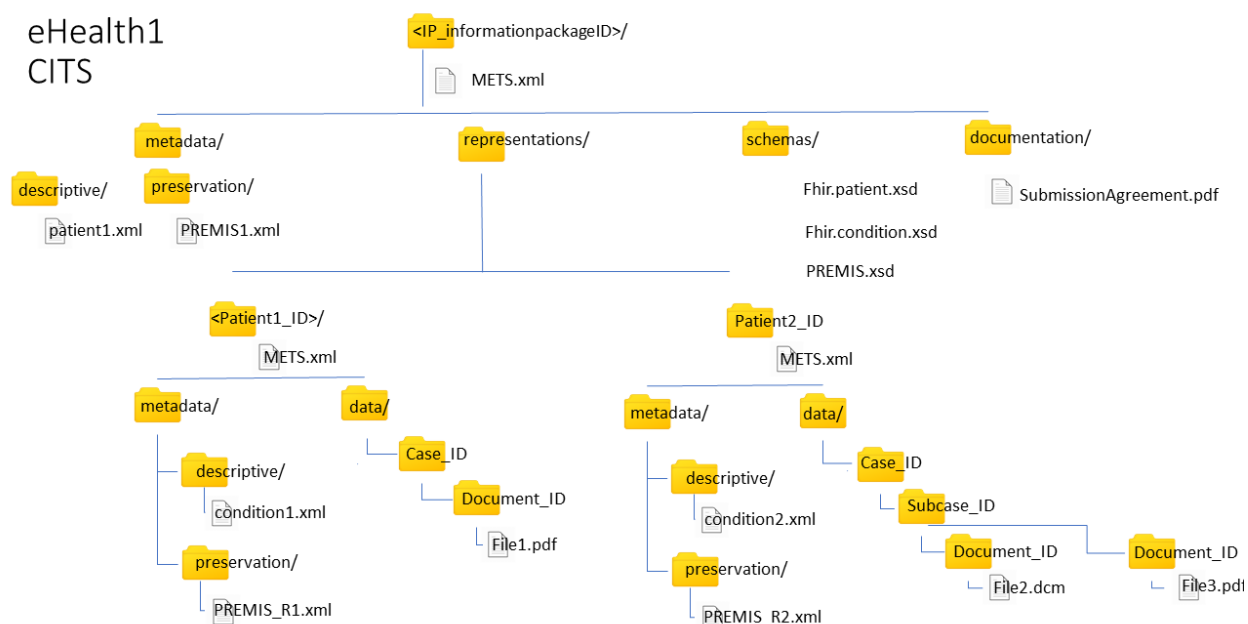 eHealth1
CITS
<IP_informationpackageID>/
METS.xml
metadata/
representations/
schemas/
documentation/
descriptive/
preservation/
patient1.xml
PREMIS1.xml
Fhir.patient.xsd
Fhir.condition.xsd
PREMIS.xsd
SubmissionAgreement.pdf
<Patient1_ID>/
METS.xml
metadata/
data/
descriptive/
condition1.xml
preservation/
PREMIS_R1.xml
Case_ID
Document_ID
File1.pdf
Patient2_ID
METS.xml
metadata/
data/
descriptive/
condition2.xml
preservation/
PREMIS_R2.xml
Case_ID
Subcase_ID
Document_ID
File2.dcm
Document_ID
File3.pdf